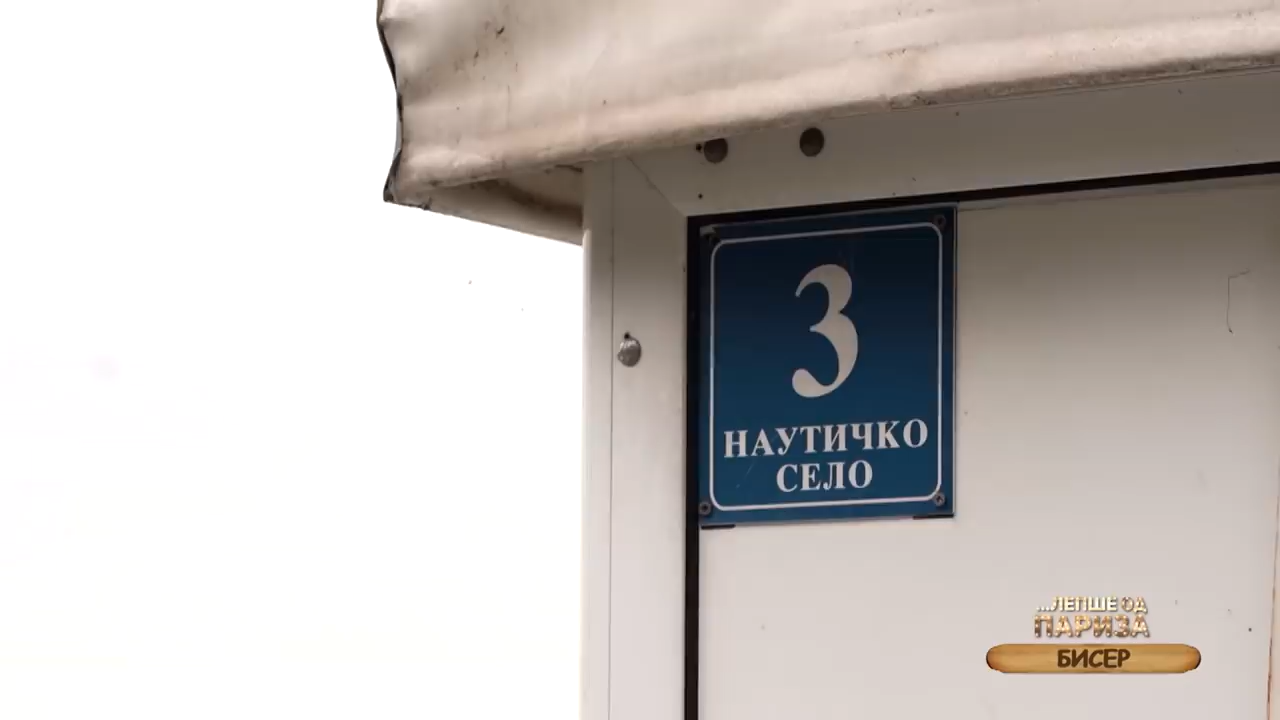 3
НАУТИЧКО
СЕЛО
...ЛЕПШЕ ОД
ПАРИЗА
БИСЕР